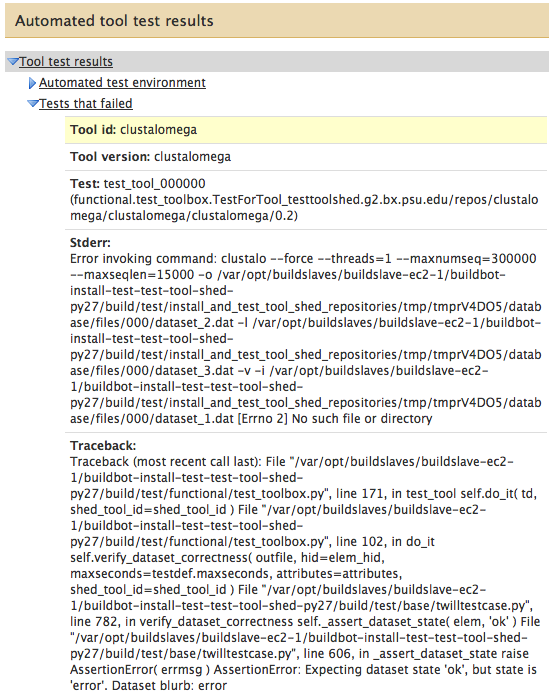 Automated tool test results
Tool test results
Automated test environment
Tests that failed
Tool id: clustalomega
Tool version: clustalomega
Test: test_tool_000000
(functional.test_toolbox.TestForTool_testtoolshed.g2.bx.psu.edu/repos/clustalo
mega/clustalomega/clustalomega/0.2)
Stderr:
Error invoking command: clustalo --force --threads=1 --maxnumseq=300000
--maxseqlen=15000 -o /var/opt/buildslaves/buildslave-ec2-1/buildbot-
install-test-test-tool-shed-
py27/build/test/install_and_test_tool_shed_repositories/tmp/tmprV4DO5/datab
ase/files/000/dataset_2.dat -l /var/opt/buildslaves/buildslave-ec2-1/buildbot-
install-test-test-tool-shed-
py27/build/test/install_and_test_tool_shed_repositories/tmp/tmprV4DO5/datab
ase/files/000/dataset_3.dat -v -i /var/opt/buildslaves/buildslave-ec2-
1/buildbot-install-test-test-tool-shed-
py27/build/test/install_and_test_tool_shed_repositories/tmp/tmprV4DO5/datab
ase/files/000/dataset_1.dat [Errno 2] No such file or directory
Traceback:
Traceback (most recent call last): File "/var/opt/buildslaves/buildslave-ec2-
1/buildbot-install-test-test-tool-shed-
py27/build/test/functional/test_toolbox.py", line 171, in test_tool self.do_it( td,
shed_tool_id=shed_tool_id ) File "/var/opt/buildslaves/buildslave-ec2-
1/buildbot-install-test-test-tool-shed-
py27/build/test/functional/test_toolbox.py", line 102, in do_it
self.verify_dataset_correctness( outfile, hid=elem_hid,
maxseconds=testdef.maxseconds, attributes=attributes,
shed_tool_id=shed_tool_id ) File "/var/opt/buildslaves/buildslave-ec2-
1/buildbot-install-test-test-tool-shed-py27/build/test/base/twilltestcase.py",
line 782, in verify_dataset_correctness self._assert_dataset_state( elem, 'ok' ) File
"/var/opt/buildslaves/buildslave-ec2-1/buildbot-install-test-test-tool-shed-
py27/build/test/base/twilltestcase.py", line 606, in _assert_dataset_state raise
AssertionError( errmsg ) AssertionError: Expecting dataset state 'ok', but state is
'error'. Dataset blurb: error